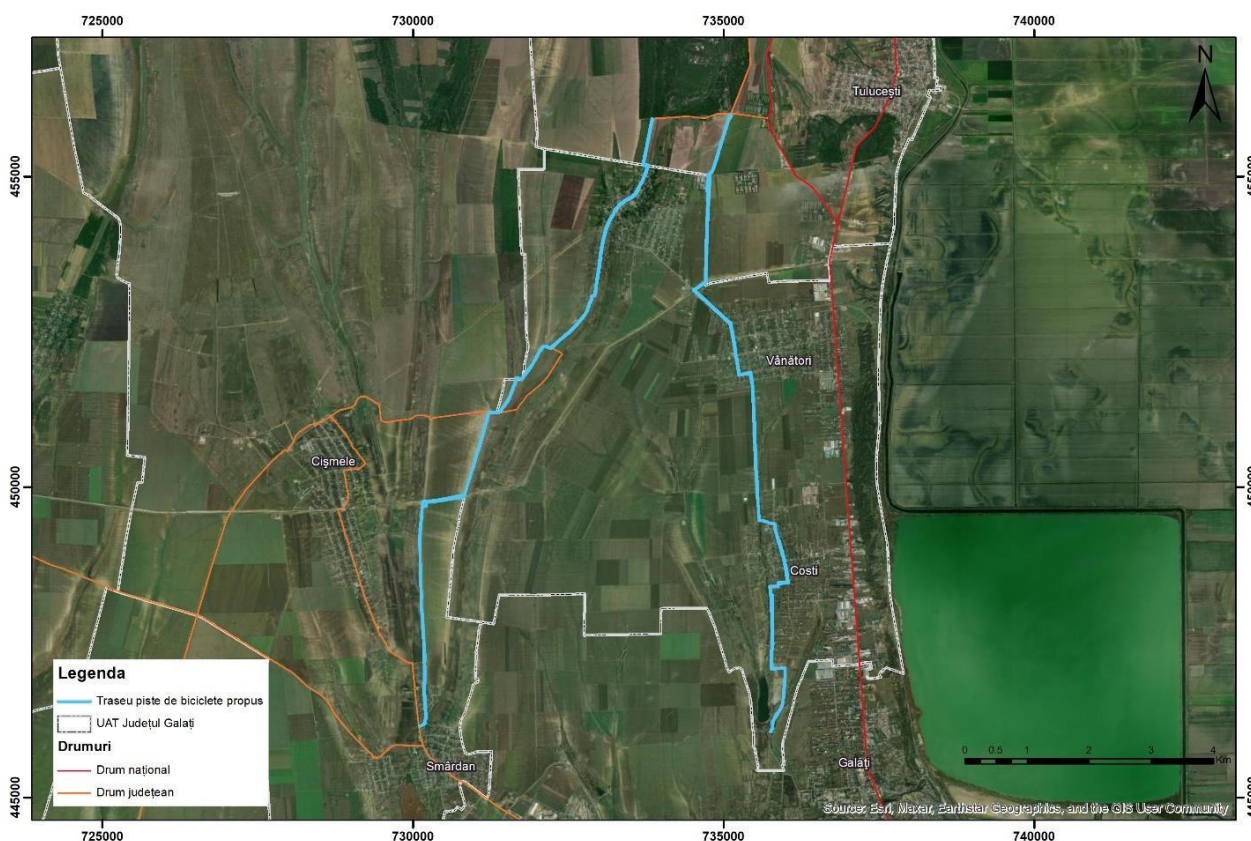 725000 730000 735000 740000
N
Tulucești
455000 455000
Vânători
Cișmele
450000 450000
Costi
Legenda
Traseu piste de biciclete propus
UAT Județul Galați
Drumuri
Drum național
Drum județean
Smârdan
Galați
0 0.5 1 2 3 4
Km
445000 445000
Source: Esri, Maxar, Earthstar Geographics, and the GIS User Community
725000 730000 735000 740000